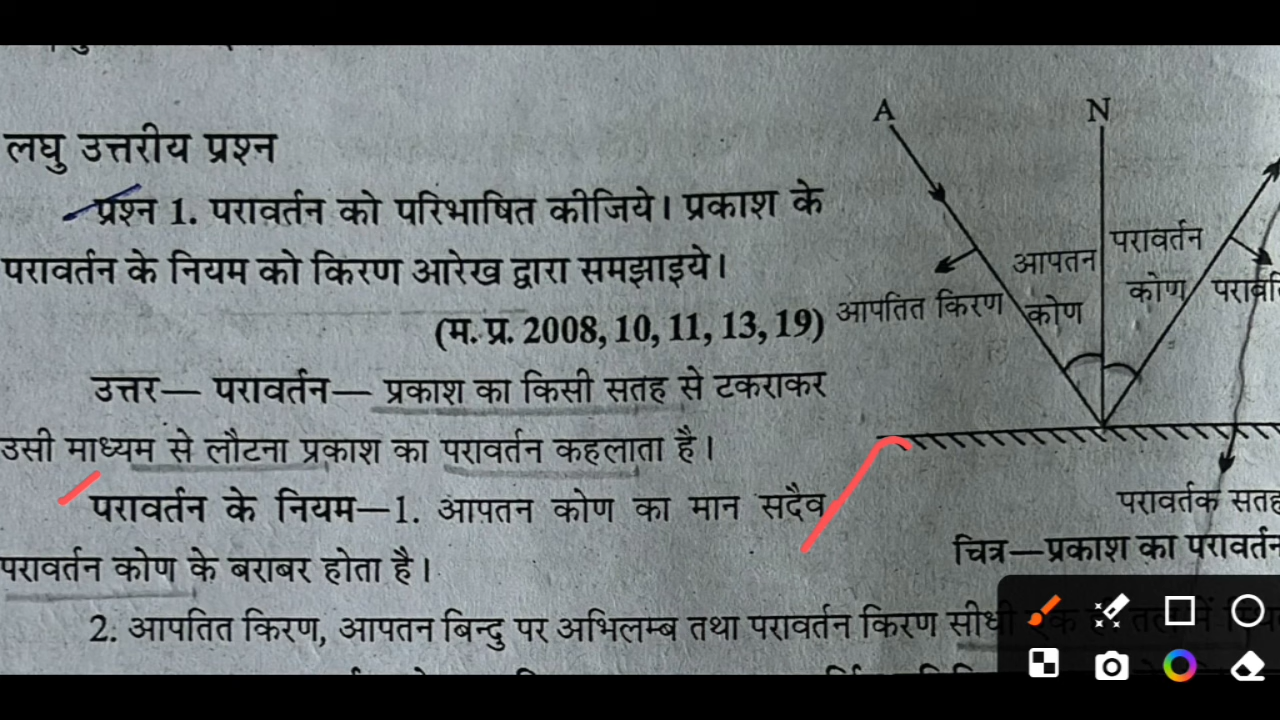 लघु उत्तरीय प्रश्न
प्रश्न 1. परावर्तन को परिभाषित कीजिये। प्रकाश के
परावर्तन के नियम को किरण आरेख द्वारा समझाइये।
(म. प्र. 2008, 10, 11, 13, 19)
उत्तर— परावर्तन— प्रकाश का किसी सतह से टकराकर
उसी माध्यम से लौटना प्रकाश का परावर्तन कहलाता है।
परावर्तन के नियम—1. आपतन कोण का मान सदैव
परावर्तन कोण के बराबर होता है।
2. आपतित किरण, आपतन बिन्दु पर अभिलम्ब तथा परावर्तन किरण सीधी
A
N
आपतन
कोण
परावर्तन
कोण
आपतित किरण
परावर्तक सतह
चित्र—प्रकाश का परावर्तन